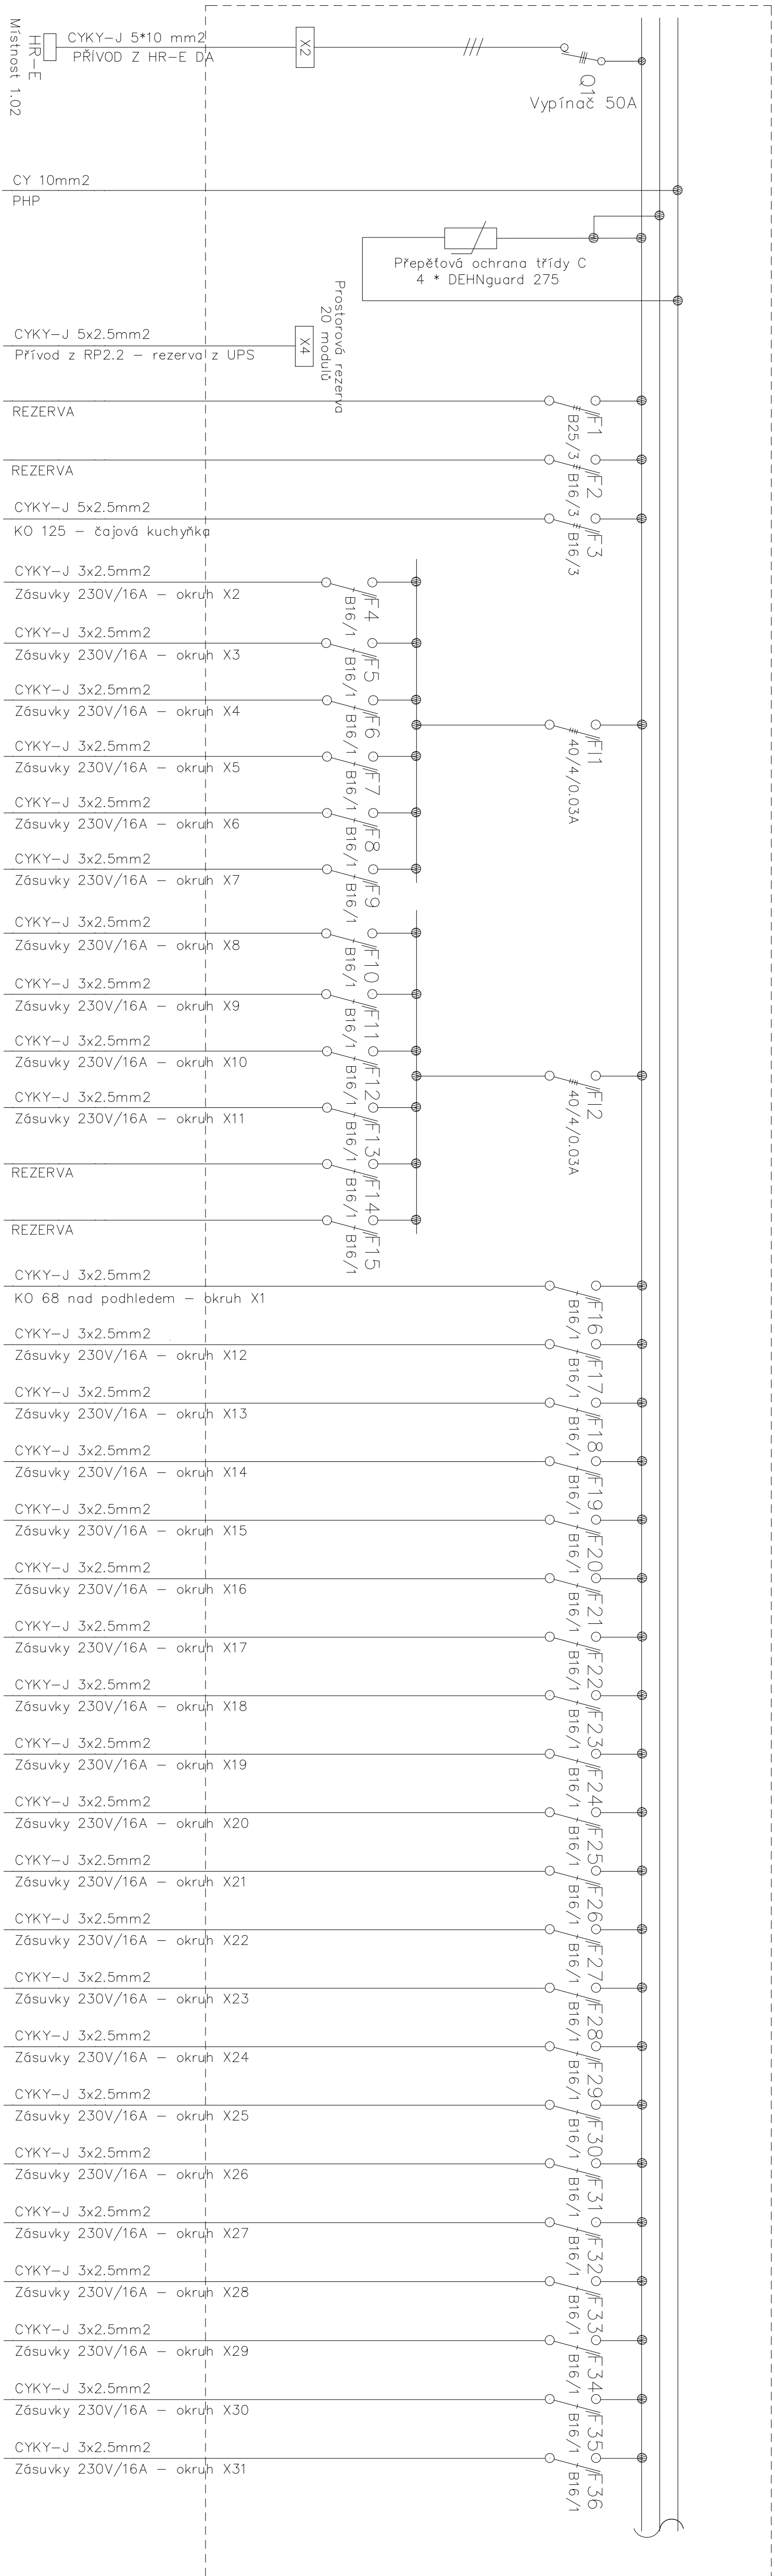 CYKY-J 5*10 mm2
PŘÍVOD Z HR-E DA
HR-E
Místnost 1.02
X2
Q1
Vypínač 50A
CY 10mm2
PHP
Přepěťová ochrana třídy C
4 * DEHNguard 275
Prostorová rezerva
20 modulů
X4
CYKY-J 5x2.5mm2
Přívod z RP2.2 - rezerva z UPS
REZERVA
F1
B25/3
REZERVA
F2
B16/3
CYKY-J 5x2.5mm2
KO 125 - čajová kuchyňka
F3
B16/3
CYKY-J 3x2.5mm2
Zásuvky 230V/16A - okruh X2
F4
B16/1
CYKY-J 3x2.5mm2
Zásuvky 230V/16A - okruh X3
F5
B16/1
CYKY-J 3x2.5mm2
Zásuvky 230V/16A - okruh X4
F6
B16/1
FI1
40/4/0.03A
CYKY-J 3x2.5mm2
Zásuvky 230V/16A - okruh X5
F7
B16/1
CYKY-J 3x2.5mm2
Zásuvky 230V/16A - okruh X6
F8
B16/1
CYKY-J 3x2.5mm2
Zásuvky 230V/16A - okruh X7
F9
B16/1
CYKY-J 3x2.5mm2
Zásuvky 230V/16A - okruh X8
F10
B16/1
CYKY-J 3x2.5mm2
Zásuvky 230V/16A - okruh X9
F11
B16/1
CYKY-J 3x2.5mm2
Zásuvky 230V/16A - okruh X10
F12
B16/1
FI2
40/4/0.03A
CYKY-J 3x2.5mm2
Zásuvky 230V/16A - okruh X11
F13
B16/1
REZERVA
F14
B16/1
REZERVA
F15
B16/1
CYKY-J 3x2.5mm2
KO 68 nad podhledem - okruh X1
F16
B16/1
CYKY-J 3x2.5mm2
Zásuvky 230V/16A - okruh X12
F17
B16/1
CYKY-J 3x2.5mm2
Zásuvky 230V/16A - okruh X13
F18
B16/1
CYKY-J 3x2.5mm2
Zásuvky 230V/16A - okruh X14
F19
B16/1
CYKY-J 3x2.5mm2
Zásuvky 230V/16A - okruh X15
F20
B16/1
CYKY-J 3x2.5mm2
Zásuvky 230V/16A - okruh X16
F21
B16/1
CYKY-J 3x2.5mm2
Zásuvky 230V/16A - okruh X17
F22
B16/1
CYKY-J 3x2.5mm2
Zásuvky 230V/16A - okruh X18
F23
B16/1
CYKY-J 3x2.5mm2
Zásuvky 230V/16A - okruh X19
F24
B16/1
CYKY-J 3x2.5mm2
Zásuvky 230V/16A - okruh X20
F25
B16/1
CYKY-J 3x2.5mm2
Zásuvky 230V/16A - okruh X21
F26
B16/1
CYKY-J 3x2.5mm2
Zásuvky 230V/16A - okruh X22
F27
B16/1
CYKY-J 3x2.5mm2
Zásuvky 230V/16A - okruh X23
F28
B16/1
CYKY-J 3x2.5mm2
Zásuvky 230V/16A - okruh X24
F29
B16/1
CYKY-J 3x2.5mm2
Zásuvky 230V/16A - okruh X25
F30
B16/1
CYKY-J 3x2.5mm2
Zásuvky 230V/16A - okruh X26
F31
B16/1
CYKY-J 3x2.5mm2
Zásuvky 230V/16A - okruh X27
F32
B16/1
CYKY-J 3x2.5mm2
Zásuvky 230V/16A - okruh X28
F33
B16/1
CYKY-J 3x2.5mm2
Zásuvky 230V/16A - okruh X29
F34
B16/1
CYKY-J 3x2.5mm2
Zásuvky 230V/16A - okruh X30
F35
B16/1
CYKY-J 3x2.5mm2
Zásuvky 230V/16A - okruh X31
F36
B16/1